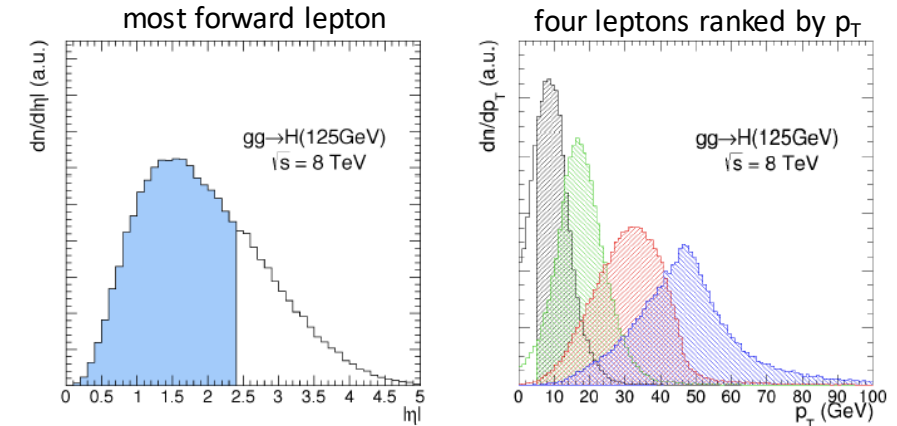 most forward lepton
dn/d|η| (a.u.)
gg→H(125GeV)
√s = 8 TeV
0 0.5 1 1.5 2 2.5 3 3.5 4 4.5 5
|η|
four leptons ranked by pT
dn/dpT (a.u.)
gg→H(125GeV)
√s = 8 TeV
0 10 20 30 40 50 60 70 80 90 100
pT (GeV)